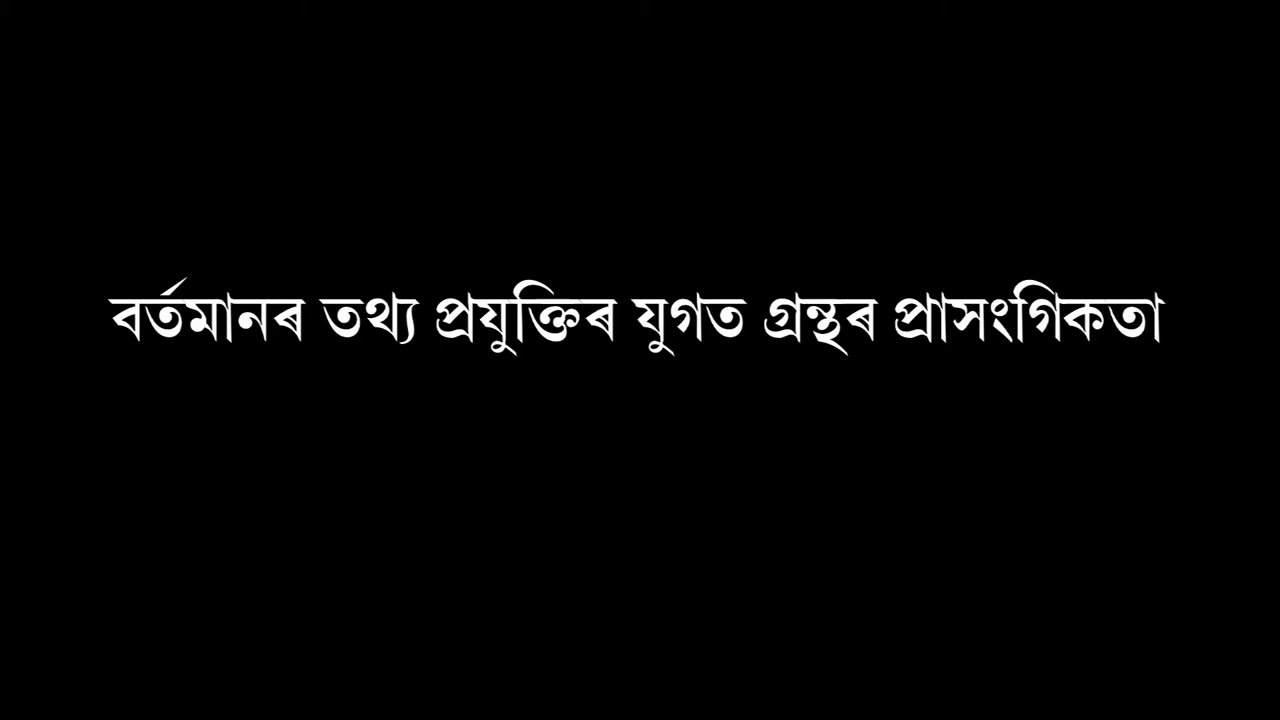 বৰ্তমানৰ তথ্য প্ৰযুক্তিৰ যুগত গ্ৰন্থৰ প্ৰাসংগিকতা